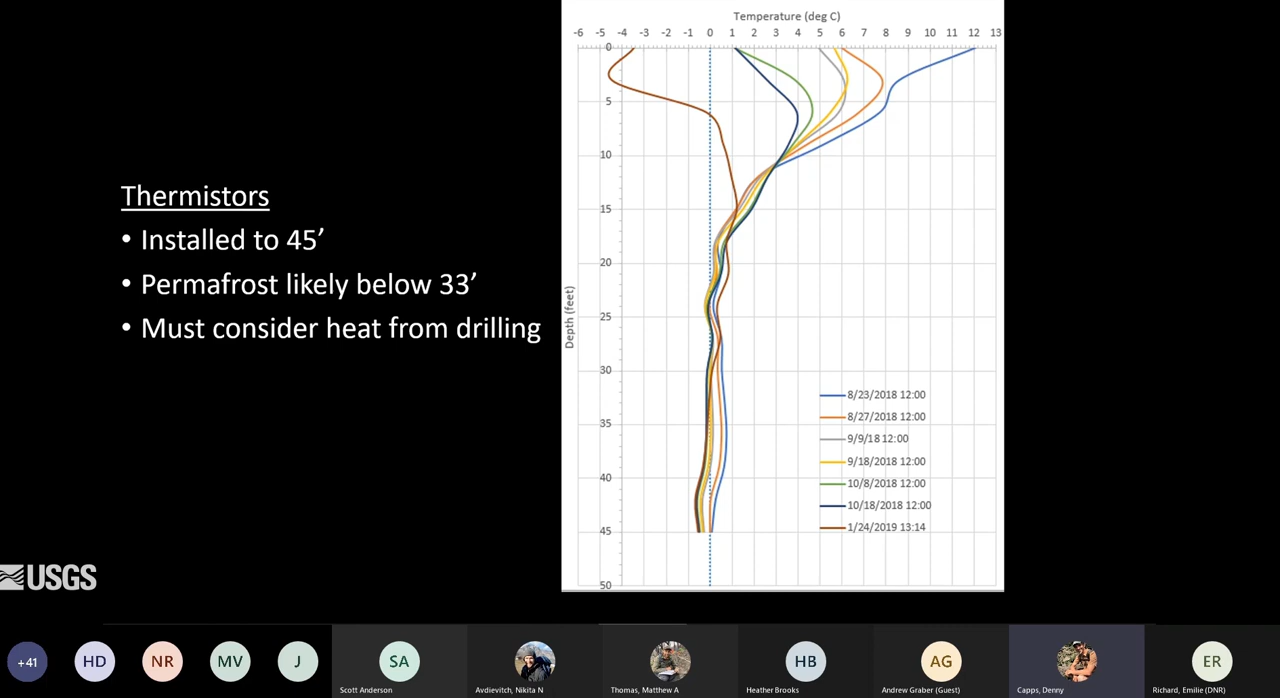 Thermistors
• Installed to 45’
• Permafrost likely below 33’
• Must consider heat from drilling
Temperature (deg C)
-6 -5 -4 -3 -2 -1 0 1 2 3 4 5 6 7 8 9 10 11 12 13
0
5
10
15
20
25
30
35
40
45
50
Depth (feet)
8/23/2018 12:00
8/27/2018 12:00
9/9/18 12:00
9/18/2018 12:00
10/8/2018 12:00
10/18/2018 12:00
1/24/2019 13:14
USGS
+41
HD
NR
MV
J
SA
HB
AG
ER
Scott Anderson
Avdievitch, Nikita N
Thomas, Matthew A
Heather Brooks
Andrew Graber (Guest)
Capps, Denny
Richard, Emilie (DNR)